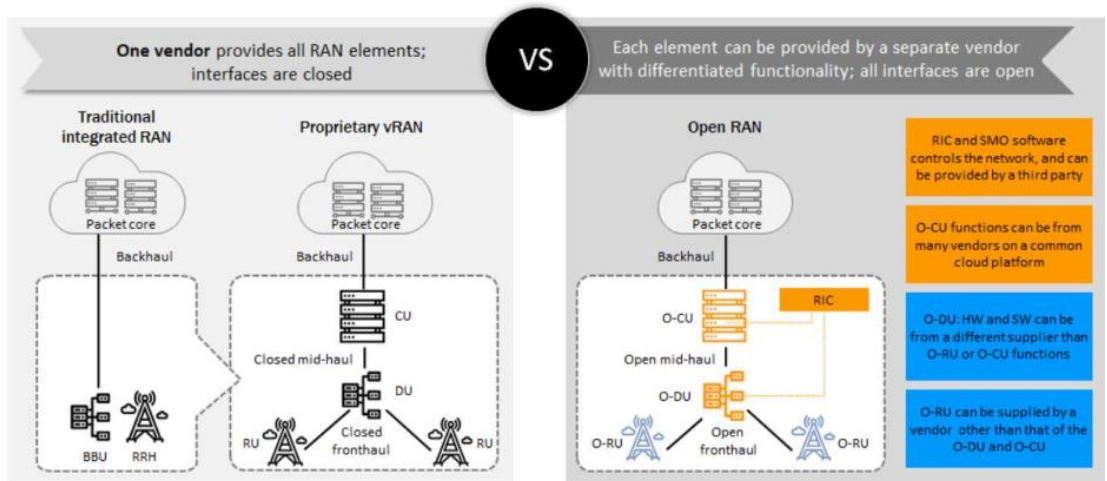 One vendor provides all RAN elements;
interfaces are closed
VS
Each element can be provided by a separate vendor
with differentiated functionality; all interfaces are open
Traditional
integrated RAN
Packet core
Backhaul
BBU
RRH
Proprietary vRAN
Packet core
Backhaul
CU
Closed mid-haul
DU
RU
Closed
fronthaul
RU
Open RAN
Packet core
Backhaul
O-CU
RIC
Open mid-haul
O-DU
O-RU
Open
fronthaul
O-RU
RIC and SMO software
controls the network, and can
be provided by a third party
O-CU functions can be from
many vendors on a common
cloud platform
O-DU: HW and SW can be
from a different supplier than
O-RU or O-CU functions
O-RU can be supplied by a
vendor other than that of the
O-DU and O-CU